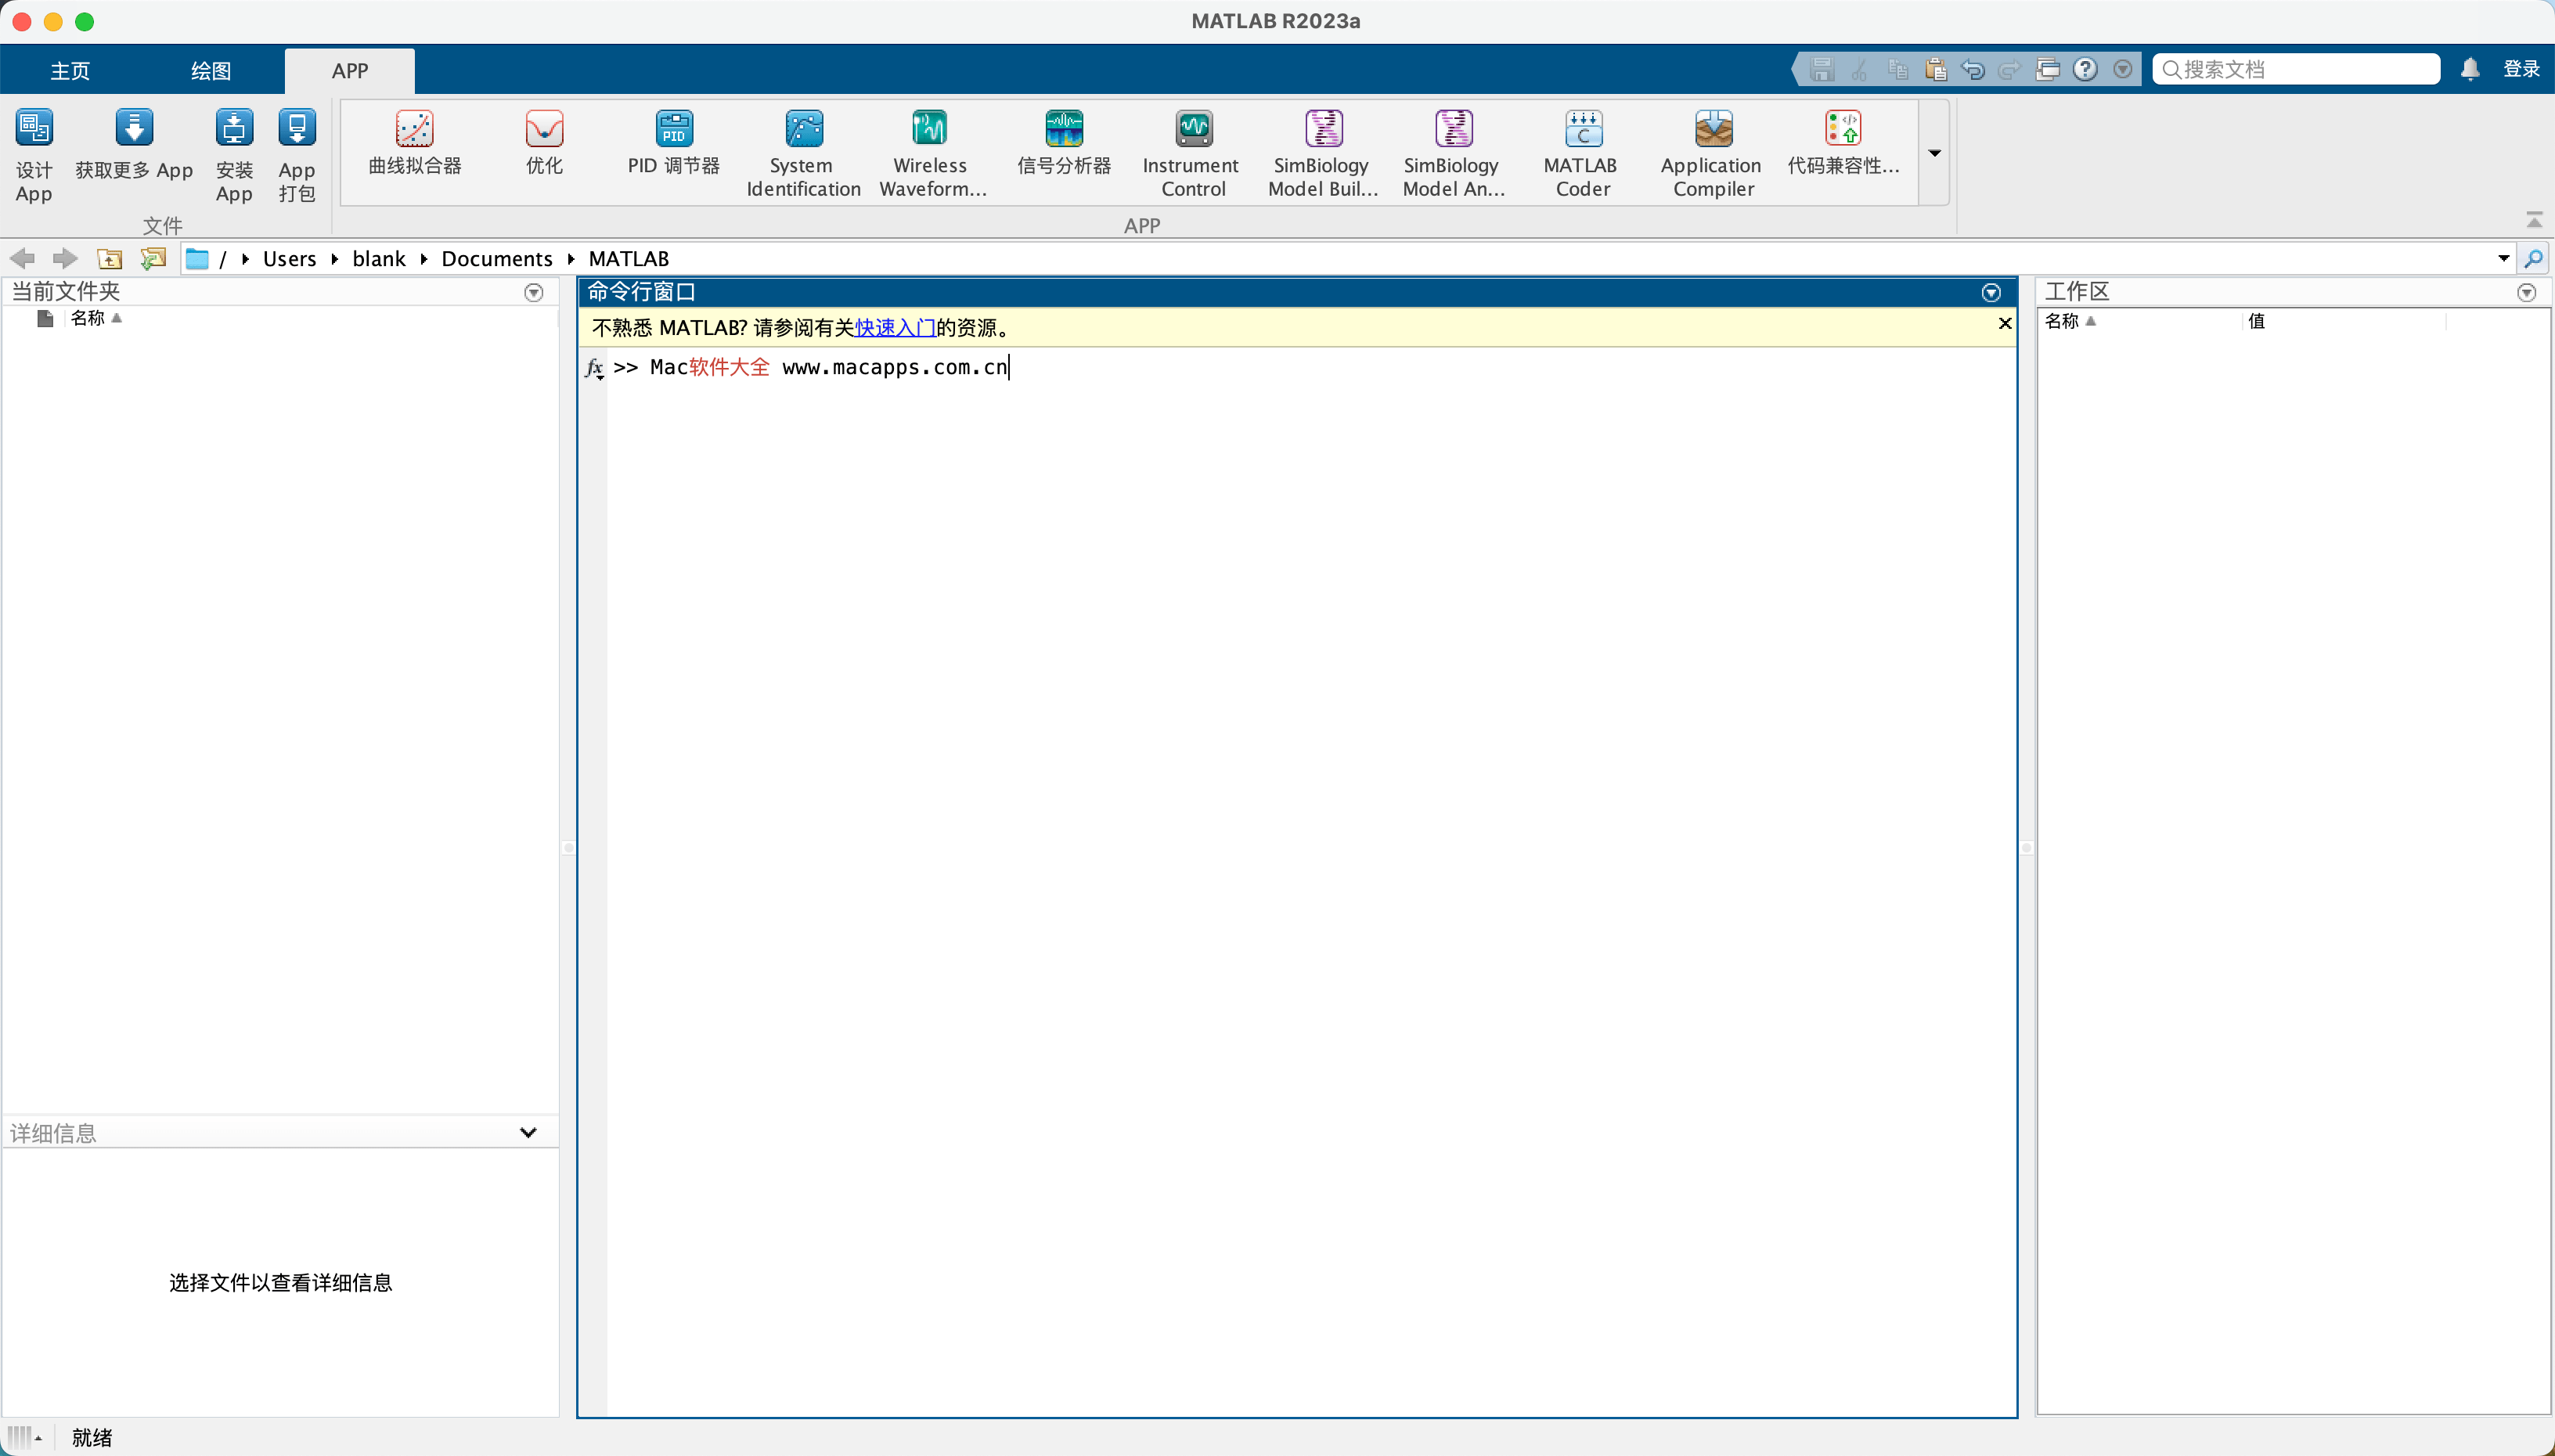 MATLAB R2023a
主页 绘图 APP 搜索文档 登录
设计 App 获取更多 App 安装 App App 打包
文件
曲线拟合器 优化 PID 调节器 System Identification Wireless Waveform... 信号分析器 Instrument Control SimBiology Model Buil... SimBiology Model An... MATLAB Coder Application Compiler 代码兼容性...
APP
/ Users blank Documents MATLAB
当前文件夹
名称
命令行窗口
不熟悉 MATLAB? 请参阅有关快速入门的资源。
fx >> Mac软件大全 www.macapps.com.cn
工作区
名称 值
详细信息
选择文件以查看详细信息
就绪